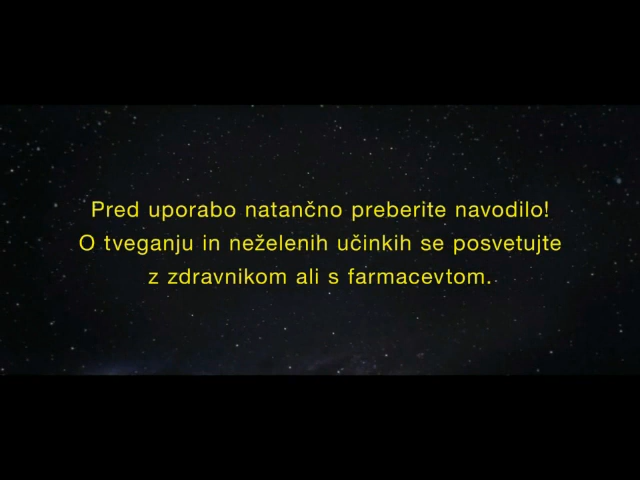 Pred uporabo natančno preberite navodilo!
O tveganju in neželenih učinkih se posvetujte
z zdravnikom ali s farmacevtom.